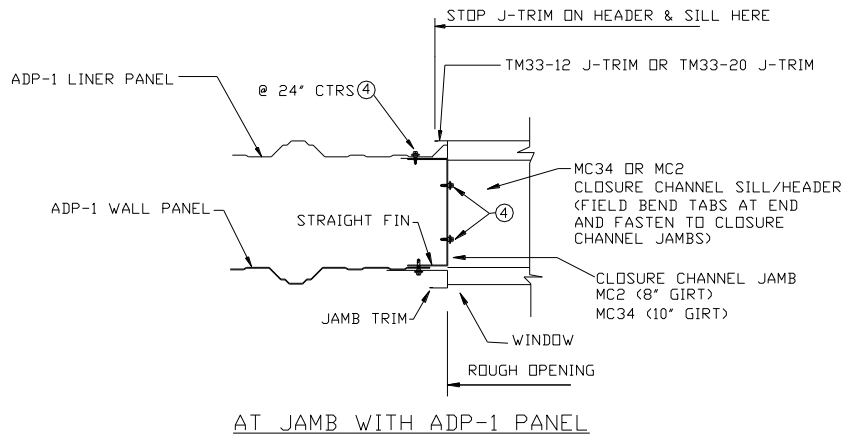 STOP J-TRIM ON HEADER & SILL HERE
TM33-12 J-TRIM OR TM33-20 J-TRIM
ADP-1 LINER PANEL
@ 24" CTRS 4
MC34 OR MC2
CLOSURE CHANNEL SILL/HEADER
(FIELD BEND TABS AT END
AND FASTEN TO CLOSURE
CHANNEL JAMBS)
ADP-1 WALL PANEL
STRAIGHT FIN
4
CLOSURE CHANNEL JAMB
MC2 (8" GIRT)
MC34 (10" GIRT)
JAMB TRIM
WINDOW
ROUGH OPENING
AT JAMB WITH ADP-1 PANEL